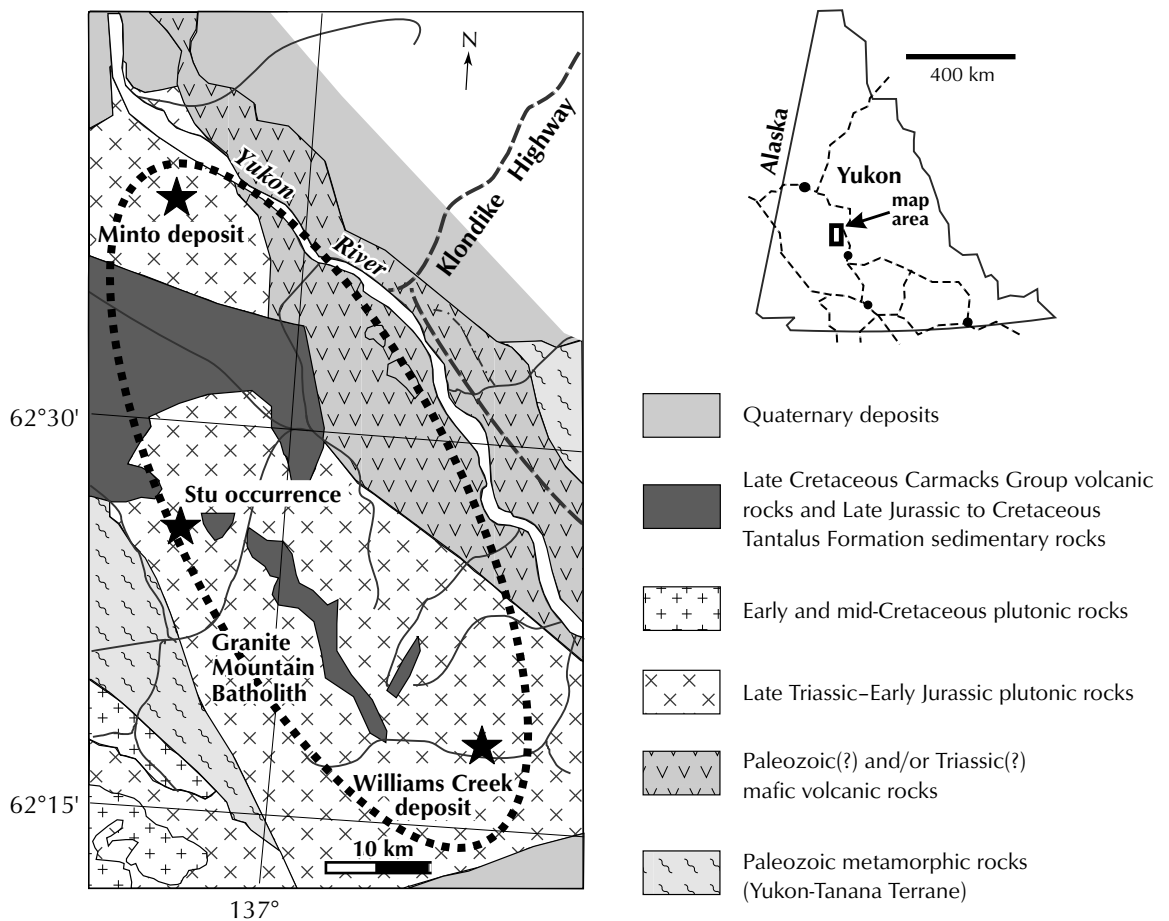 N
Yukon
River
Klondike Highway
Minto deposit
62°30'
Stu occurrence
Granite
Mountain
Batholith
Williams Creek
deposit
62°15'
10 km
137°
400 km
Alaska
Yukon
map
area
Quaternary deposits
Late Cretaceous Carmacks Group volcanic
rocks and Late Jurassic to Cretaceous
Tantalus Formation sedimentary rocks
Early and mid-Cretaceous plutonic rocks
Late Triassic–Early Jurassic plutonic rocks
Paleozoic(?) and/or Triassic(?)
mafic volcanic rocks
Paleozoic metamorphic rocks
(Yukon-Tanana Terrane)